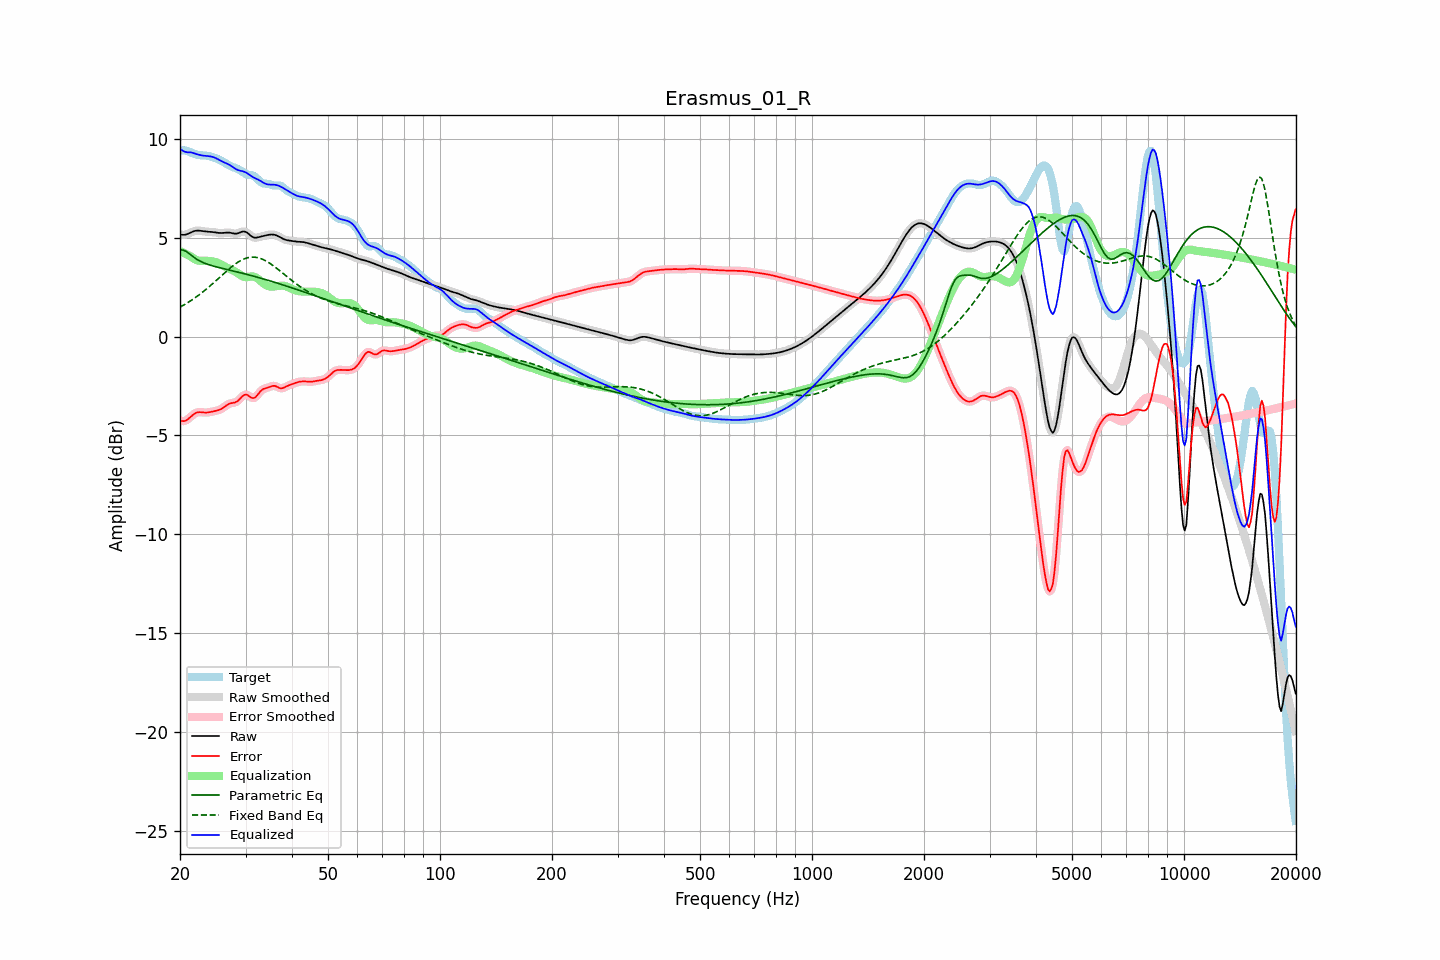 Erasmus_01_R
10
5
0
−5
−10
−15
−20
−25
Amplitude (dBr)
Target
Raw Smoothed
Error Smoothed
Raw
Error
Equalization
Parametric Eq
Fixed Band Eq
Equalized
20 50 100 200 500 1000 2000 5000 10000 20000
Frequency (Hz)